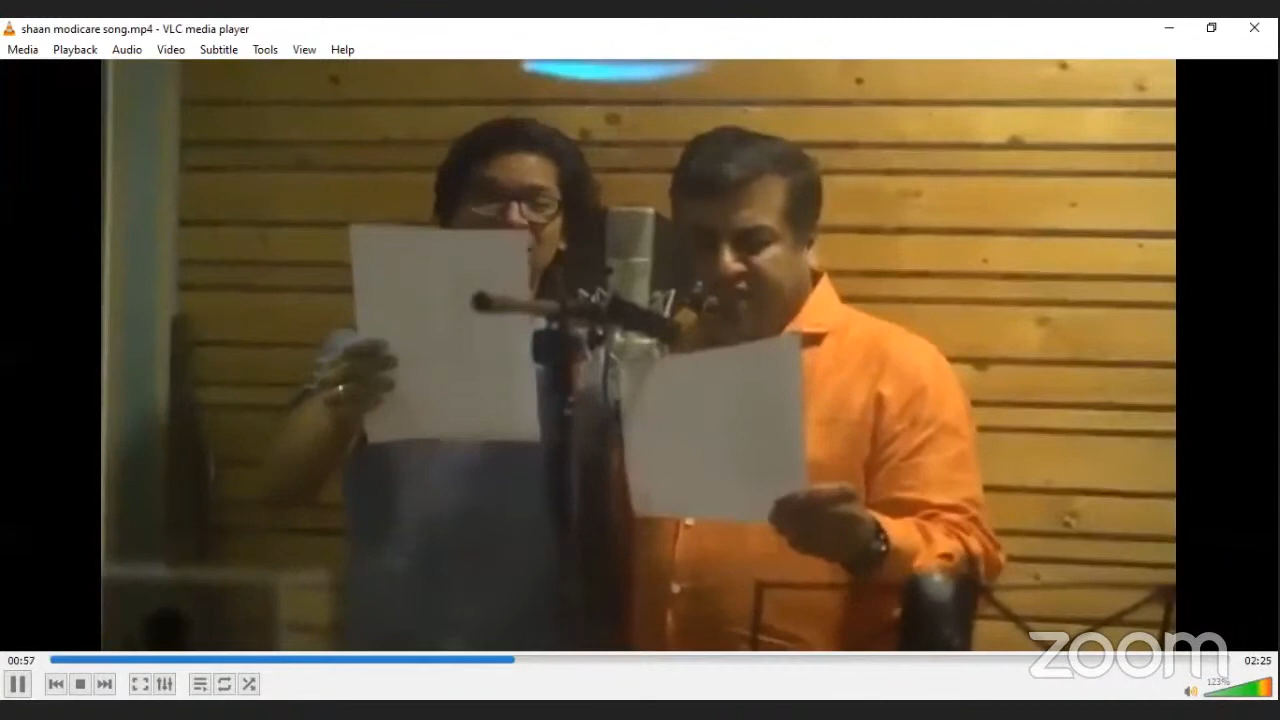 shaan modicare song.mp4 - VLC media player
Media Playback Audio Video Subtitle Tools View Help
zoom
00:57
02:25
123%